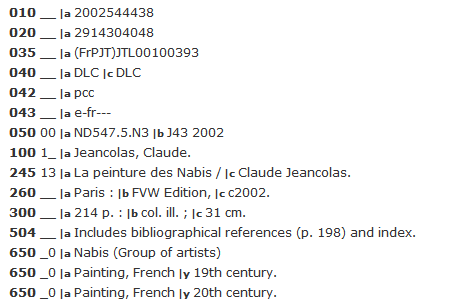 010 __ |a 2002544438
020 __ |a 2914304048
035 __ |a (FrPJT)JTL00100393
040 __ |a DLC |c DLC
042 __ |a pcc
043 __ |a e-fr---
050 00 |a ND547.5.N3 |b J43 2002
100 1_ |a Jeancolas, Claude.
245 13 |a La peinture des Nabis / |c Claude Jeancolas.
260 __ |a Paris : |b FVW Edition, |c c2002.
300 __ |a 214 p. : |b col. ill. ; |c 31 cm.
504 __ |a Includes bibliographical references (p. 198) and index.
650 _0 |a Nabis (Group of artists)
650 _0 |a Painting, French |y 19th century.
650 _0 |a Painting, French |y 20th century.